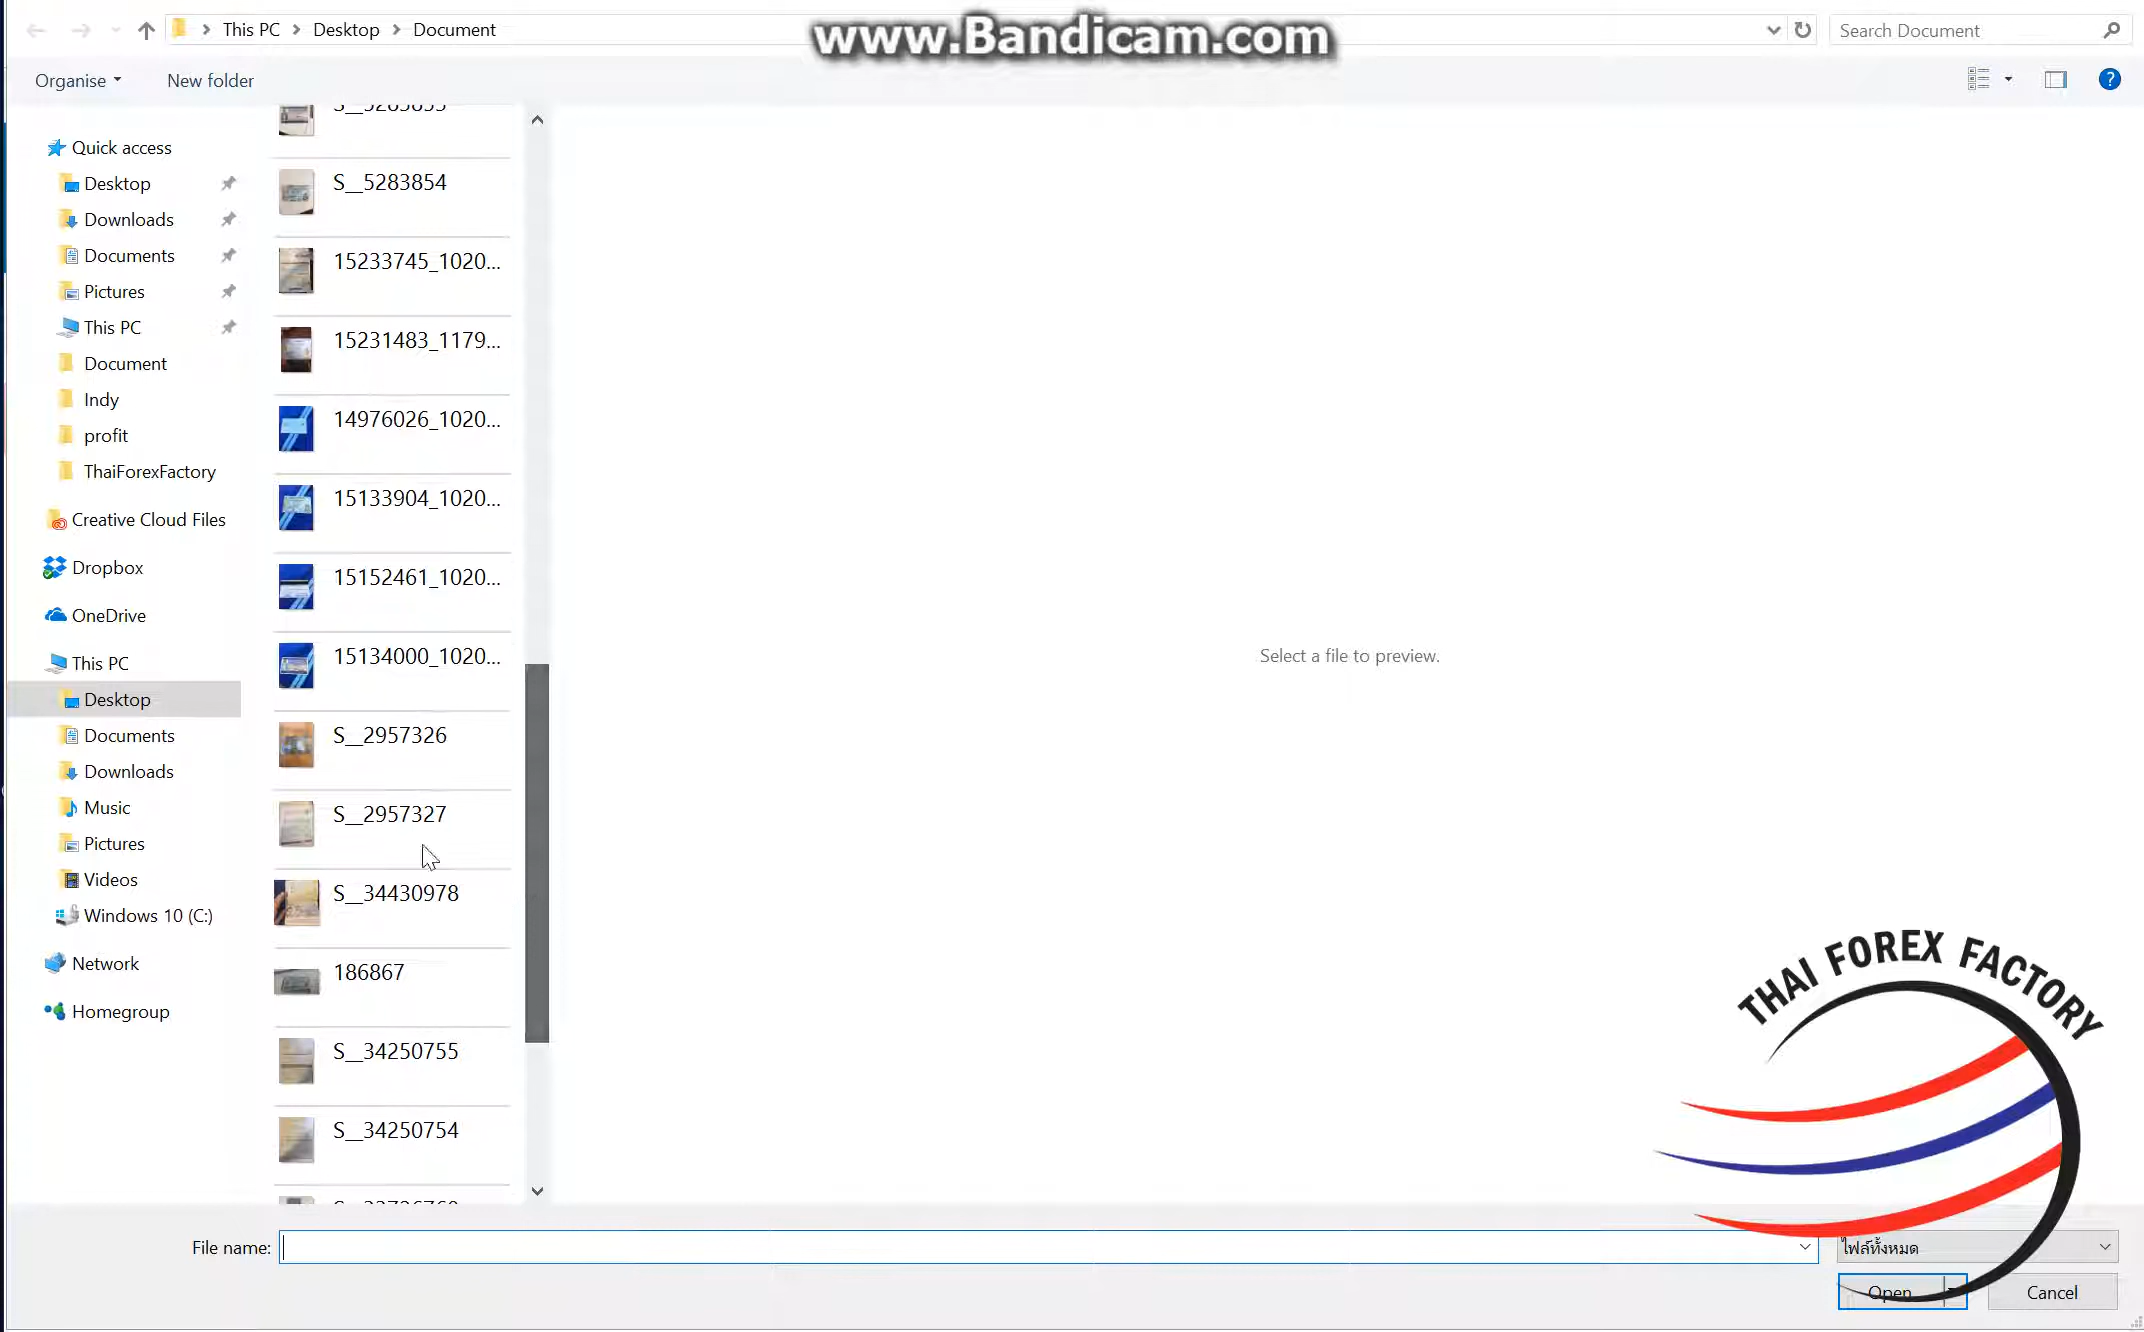 www.Bandicam.com
This PC > Desktop > Document
Search Document
Organise
New folder
Quick access
Desktop
Downloads
Documents
Pictures
This PC
Document
Indy
profit
ThaiForexFactory
Creative Cloud Files
Dropbox
OneDrive
This PC
Desktop
Documents
Downloads
Music
Pictures
Videos
Windows 10 (C:)
Network
Homegroup
S__5283854
15233745_1020...
15231483_1179...
14976026_1020...
15133904_1020...
15152461_1020...
15134000_1020...
S__2957326
S__2957327
S__34430978
186867
S__34250755
S__34250754
Select a file to preview.
THAI FOREX FACTORY
File name:
ไฟล์ทั้งหมด
Open
Cancel